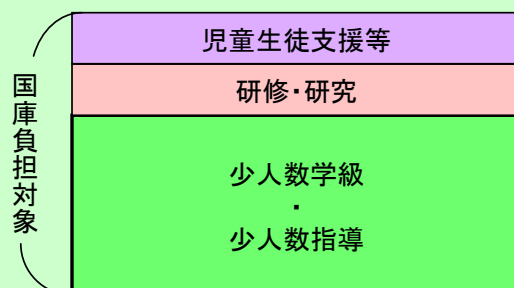 国庫負担対象
児童生徒支援等
研修・研究
少人数学級
・
少人数指導